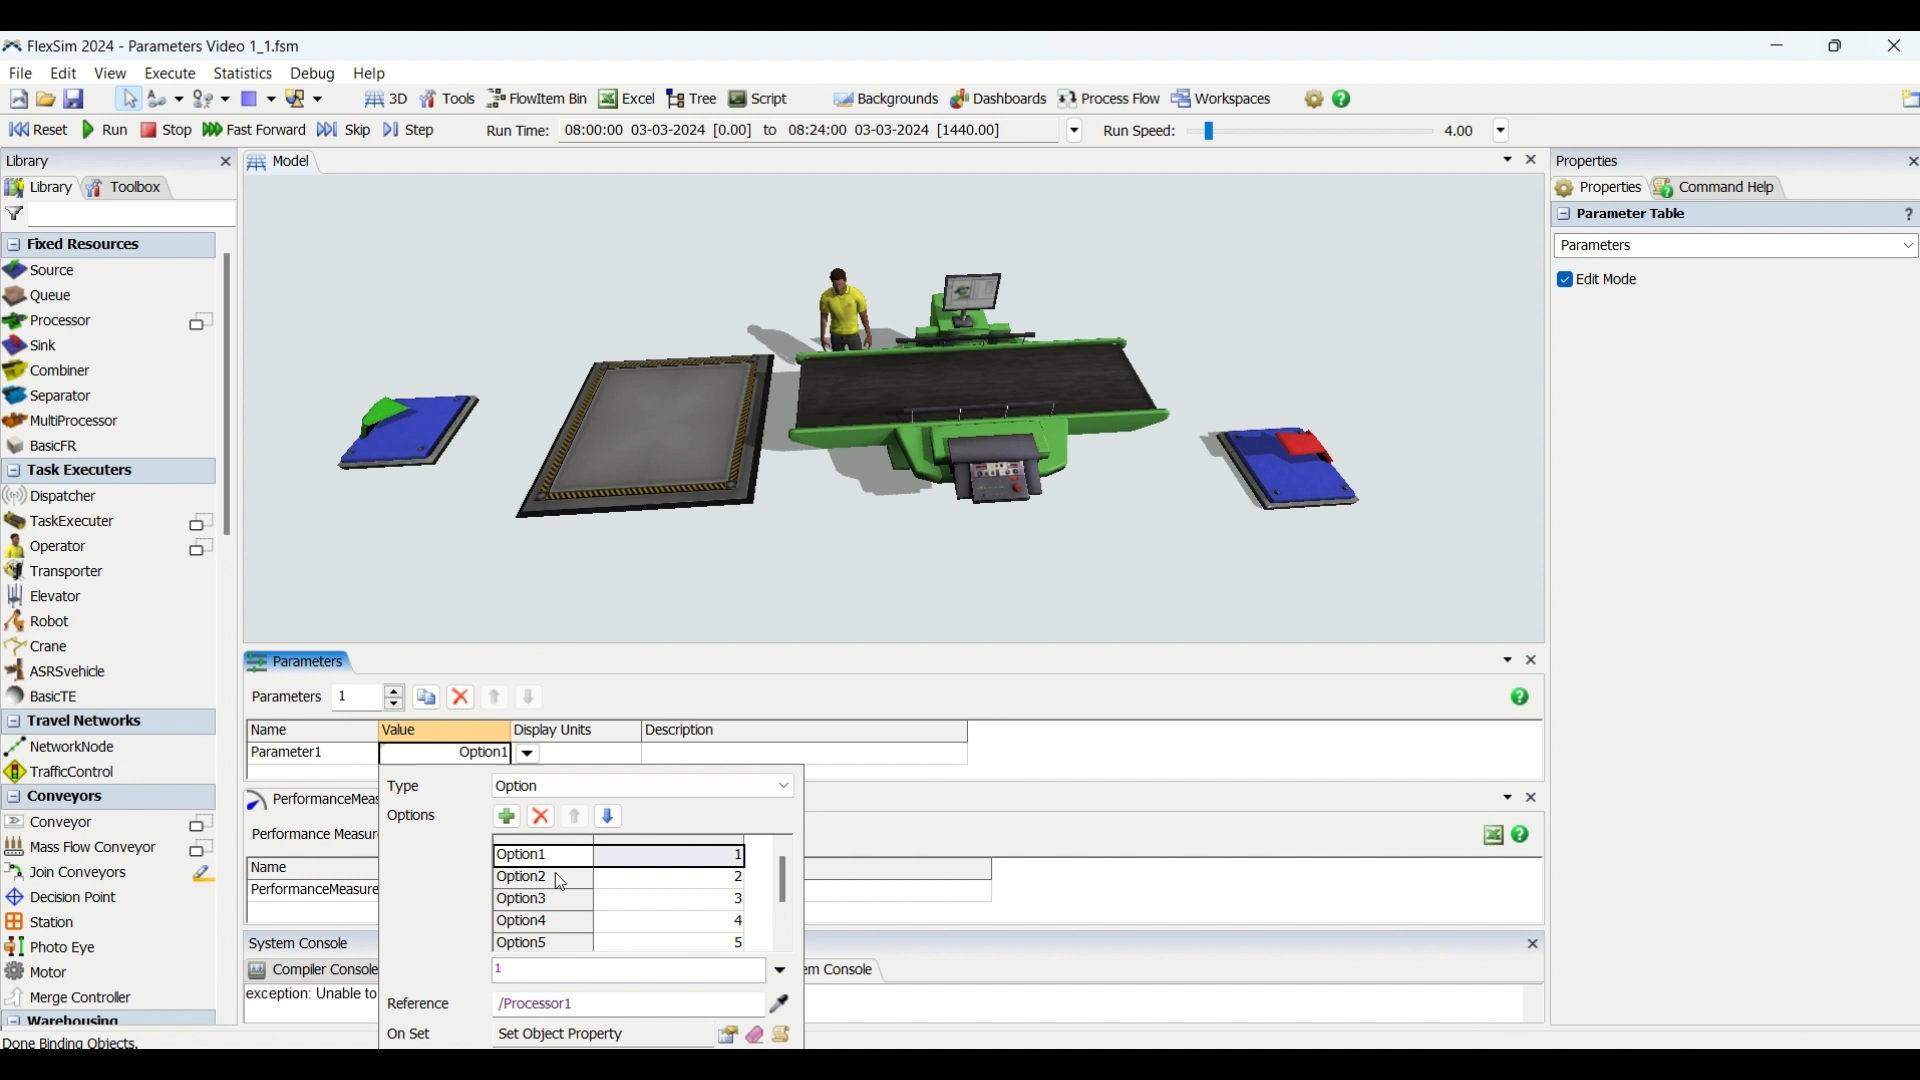 FlexSim 2024 - Parameters Video 1_1.fsm
File Edit View Execute Statistics Debug Help
3D Tools FlowItem Bin Excel Tree Script Backgrounds Dashboards Process Flow Workspaces
Reset Run Stop Fast Forward Skip Step Run Time: 08:00:00 03-03-2024 [0.00] to 08:24:00 03-03-2024 [1440.00] Run Speed: 4.00
Library
Library Toolbox
Fixed Resources
Source
Queue
Processor
Sink
Combiner
Separator
MultiProcessor
BasicFR
Task Executers
Dispatcher
TaskExecuter
Operator
Transporter
Elevator
Robot
Crane
ASRSvehicle
BasicTE
Travel Networks
NetworkNode
TrafficControl
Conveyors
Conveyor
Mass Flow Conveyor
Join Conveyors
Decision Point
Station
Photo Eye
Motor
Merge Controller
Warehousing
Done Binding Objects.
Model
Parameters
Parameters 1
Name Value Display Units Description
Parameter1 Option1
Type Option
Options
Option1 1
Option2 2
Option3 3
Option4 4
Option5 5
1
Reference /Processor1
On Set Set Object Property
PerformanceMeas
Performance Measur
Name
PerformanceMeasure
System Console
Compiler Console em Console
exception: Unable to
Properties
Properties Command Help
Parameter Table ?
Parameters
Edit Mode